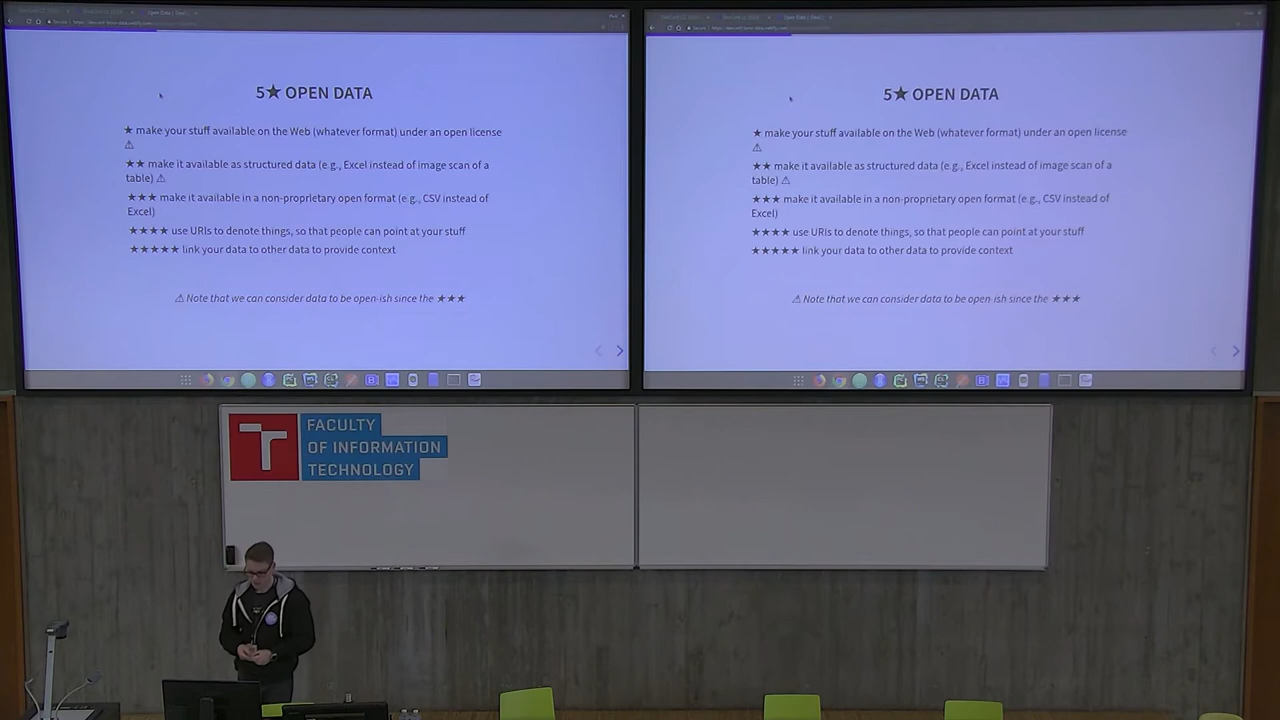 5★ OPEN DATA
★ make your stuff available on the Web (whatever format) under an open license
⚠
★★ make it available as structured data (e.g., Excel instead of image scan of a
table) ⚠
★★★ make it available in a non-proprietary open format (e.g., CSV instead of
Excel)
★★★★ use URIs to denote things, so that people can point at your stuff
★★★★★ link your data to other data to provide context
⚠ Note that we can consider data to be open-ish since the ★★★
5★ OPEN DATA
★ make your stuff available on the Web (whatever format) under an open license
⚠
★★ make it available as structured data (e.g., Excel instead of image scan of a
table) ⚠
★★★ make it available in a non-proprietary open format (e.g., CSV instead of
Excel)
★★★★ use URIs to denote things, so that people can point at your stuff
★★★★★ link your data to other data to provide context
⚠ Note that we can consider data to be open-ish since the ★★★
FACULTY
OF INFORMATION
TECHNOLOGY